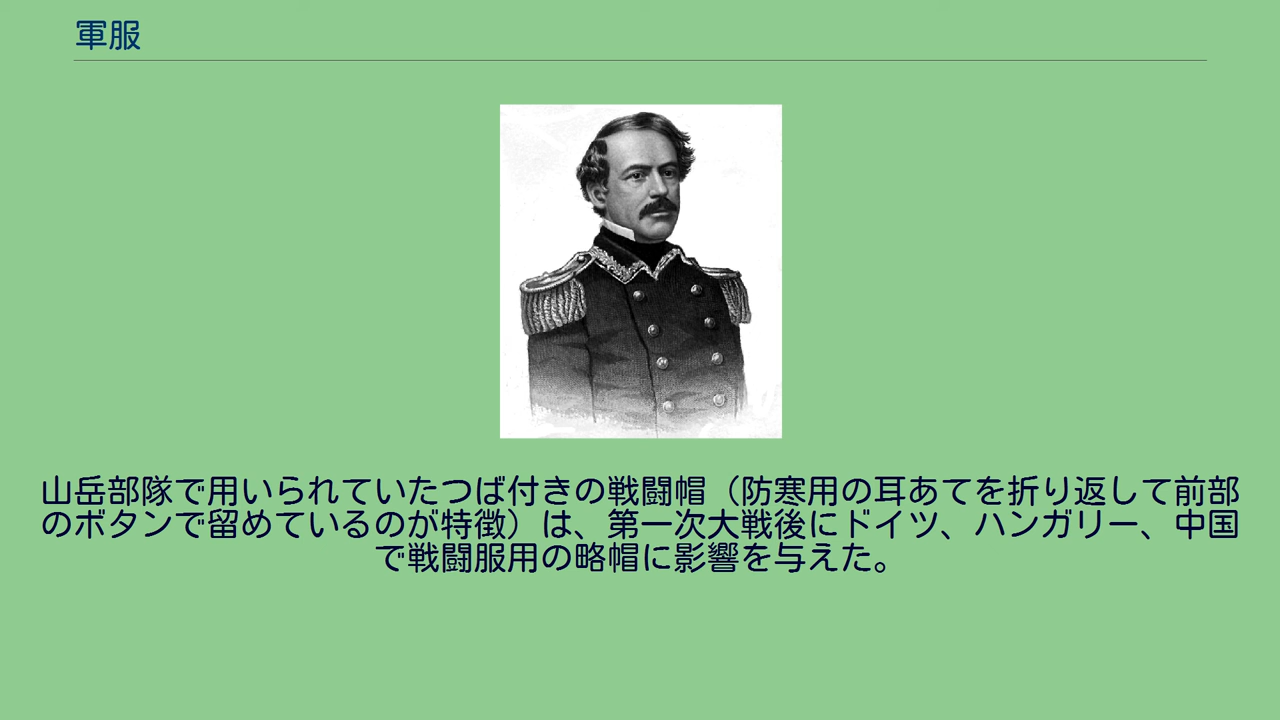 軍服
山岳部隊で用いられていたつば付きの戦闘帽（防寒用の耳あてを折り返して前部
のボタンで留めているのが特徴）は、第一次大戦後にドイツ、ハンガリー、中国
で戦闘服用の略帽に影響を与えた。